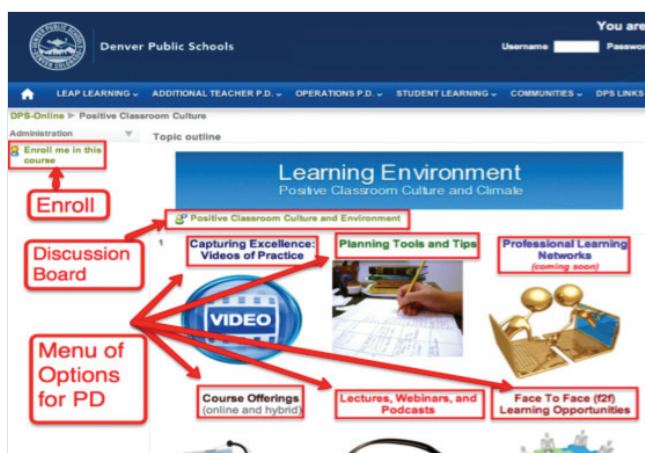 You are
Denver Public Schools
Username
Passwor
LEAP LEARNING
ADDITIONAL TEACHER P.D.
OPERATIONS P.D.
STUDENT LEARNING
COMMUNITIES
DPS LINKS
DPS-Online ► Positive Classroom Culture
Administration
Topic outline
Enroll me in this
course
Learning Environment
Positive Classroom Culture and Climate
Enroll
Positive Classroom Culture and Environment
Discussion
Board
1
Capturing Excellence:
Videos of Practice
Planning Tools and Tips
Professional Learning
Networks
(coming soon)
VIDEO
Menu of
Options
for PD
Course Offerings
(online and hybrid)
Lectures, Webinars, and
Podcasts
Face To Face (f2f)
Learning Opportunities